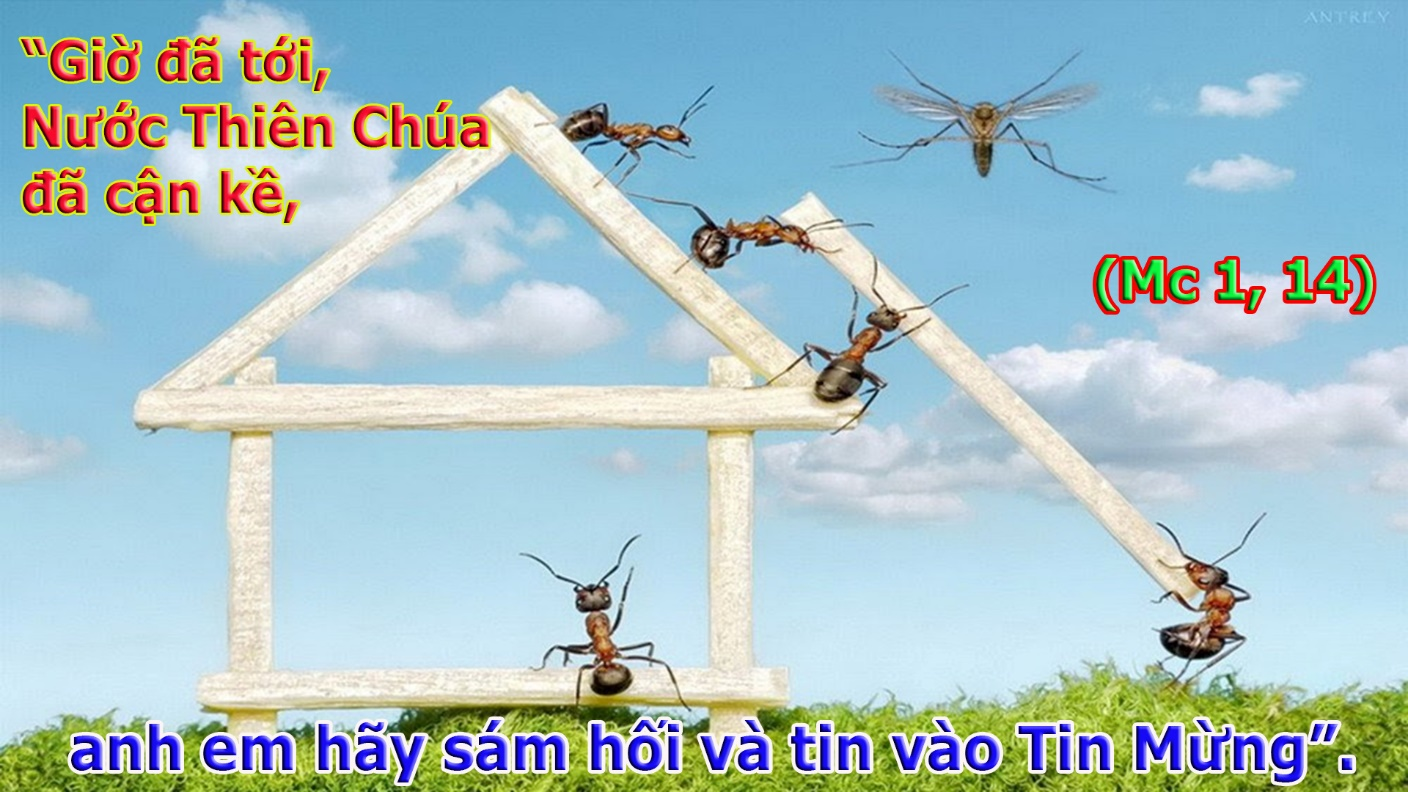 ANTREY
“Giờ đã tới,
Nước Thiên Chúa
đã cận kề,
(Mc 1, 14)
anh em hãy sám hối và tin vào Tin Mừng”.